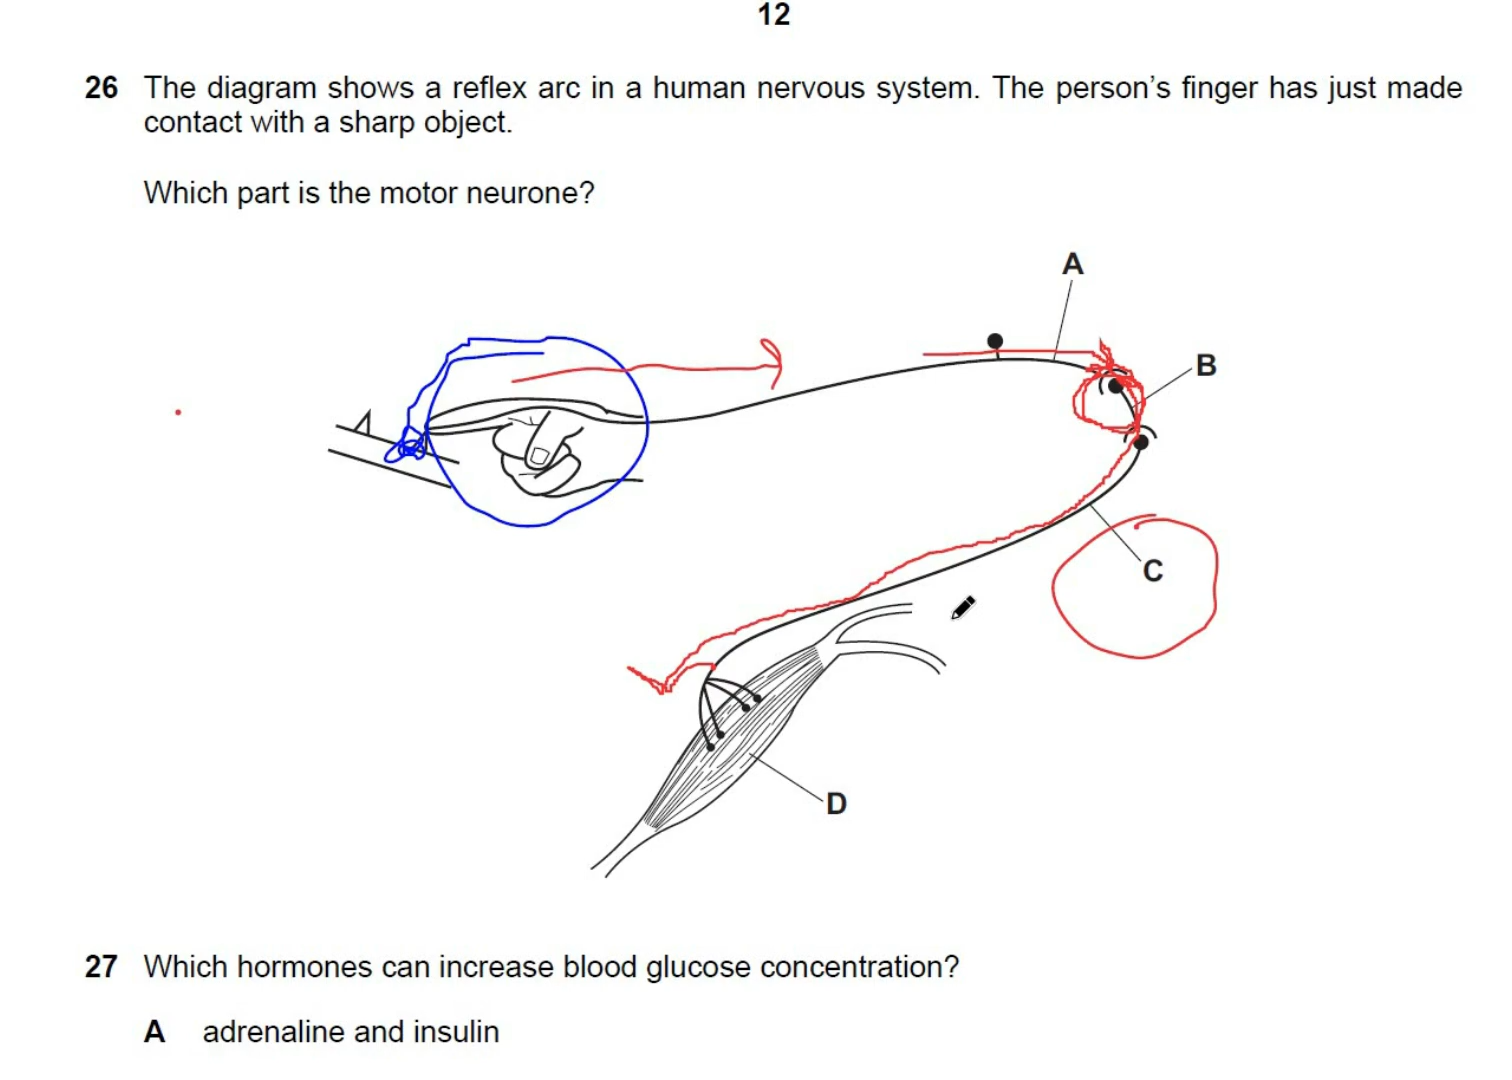 12
26 The diagram shows a reflex arc in a human nervous system. The person's finger has just made
contact with a sharp object.
Which part is the motor neurone?
A
B
C
D
27 Which hormones can increase blood glucose concentration?
A adrenaline and insulin